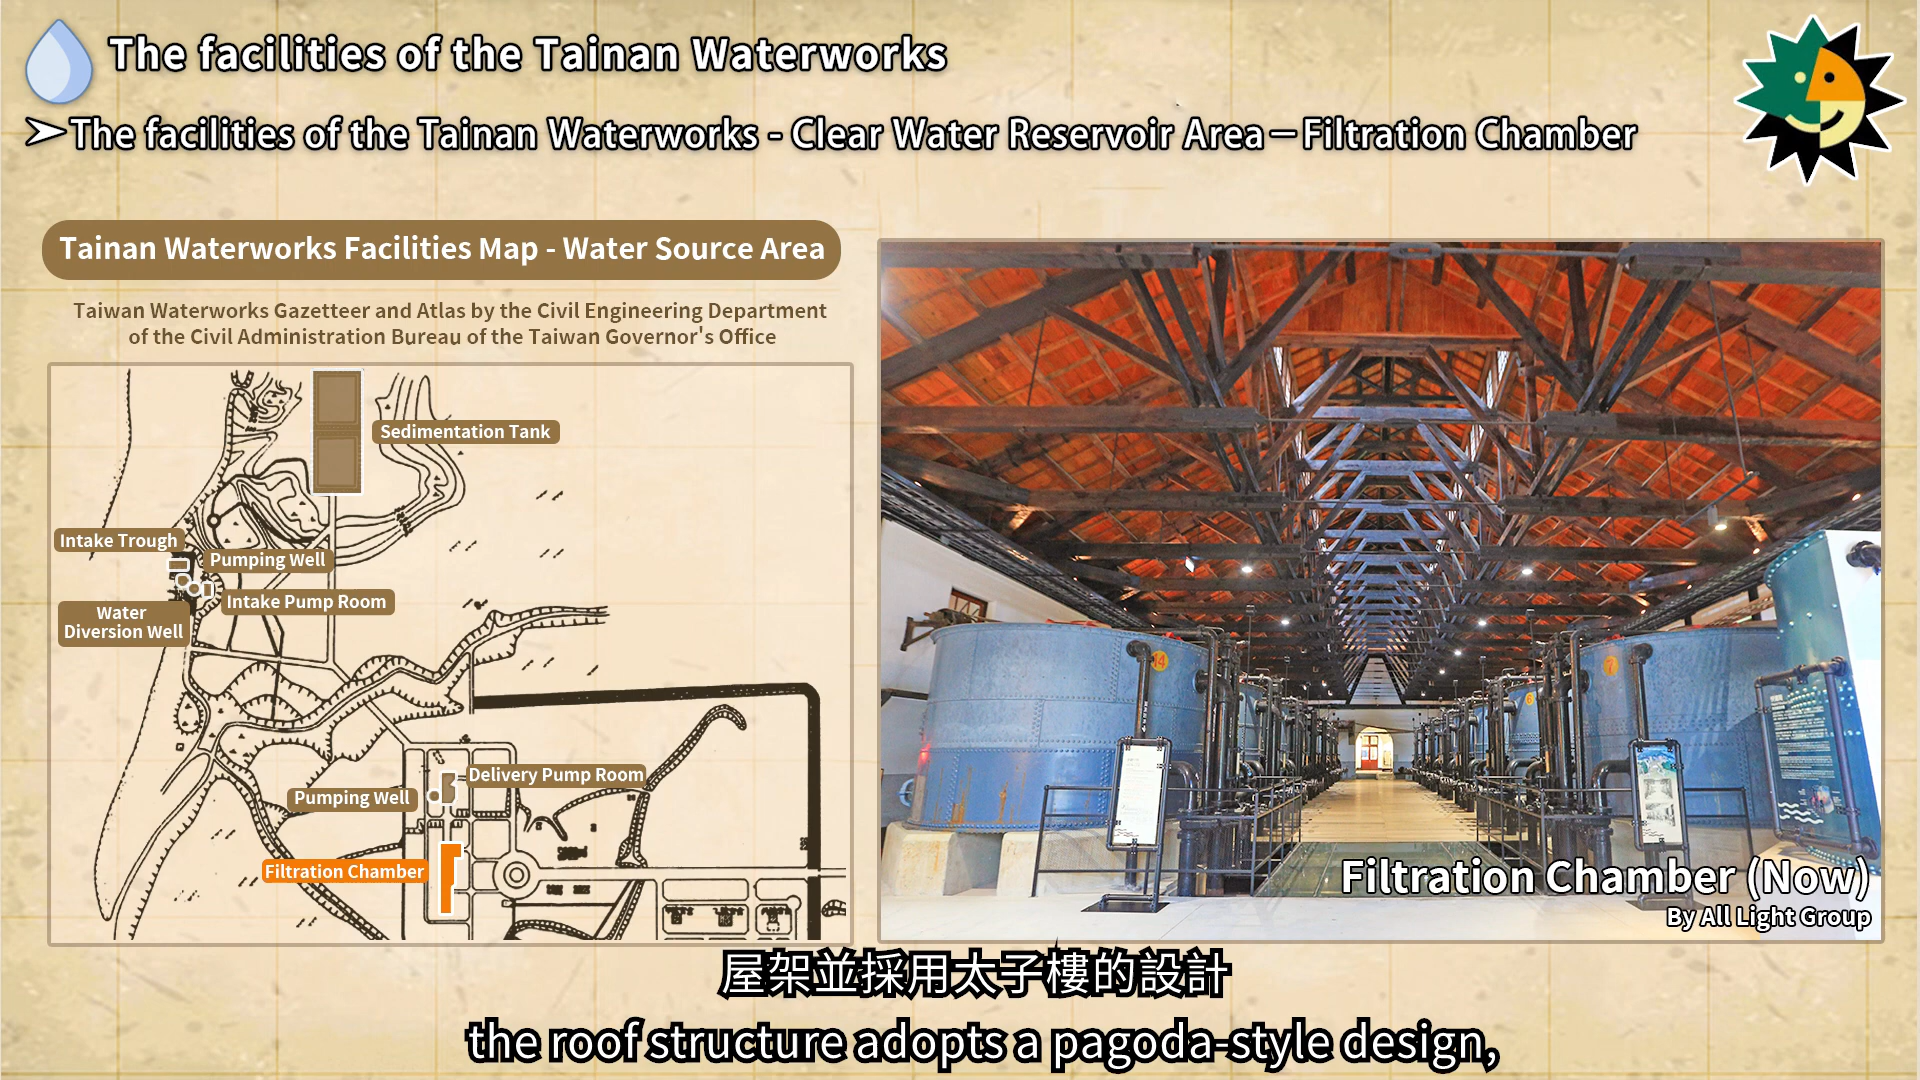 The facilities of the Tainan Waterworks
The facilities of the Tainan Waterworks - Clear Water Reservoir Area – Filtration Chamber
Tainan Waterworks Facilities Map - Water Source Area
Taiwan Waterworks Gazetteer and Atlas by the Civil Engineering Department
of the Civil Administration Bureau of the Taiwan Governor's Office
Sedimentation Tank
Intake Trough
Pumping Well
Intake Pump Room
Water
Diversion Well
Delivery Pump Room
Pumping Well
Filtration Chamber
14
7
6
Filtration Chamber (Now)
By All Light Group
屋架並採用太子樓的設計
the roof structure adopts a pagoda-style design,